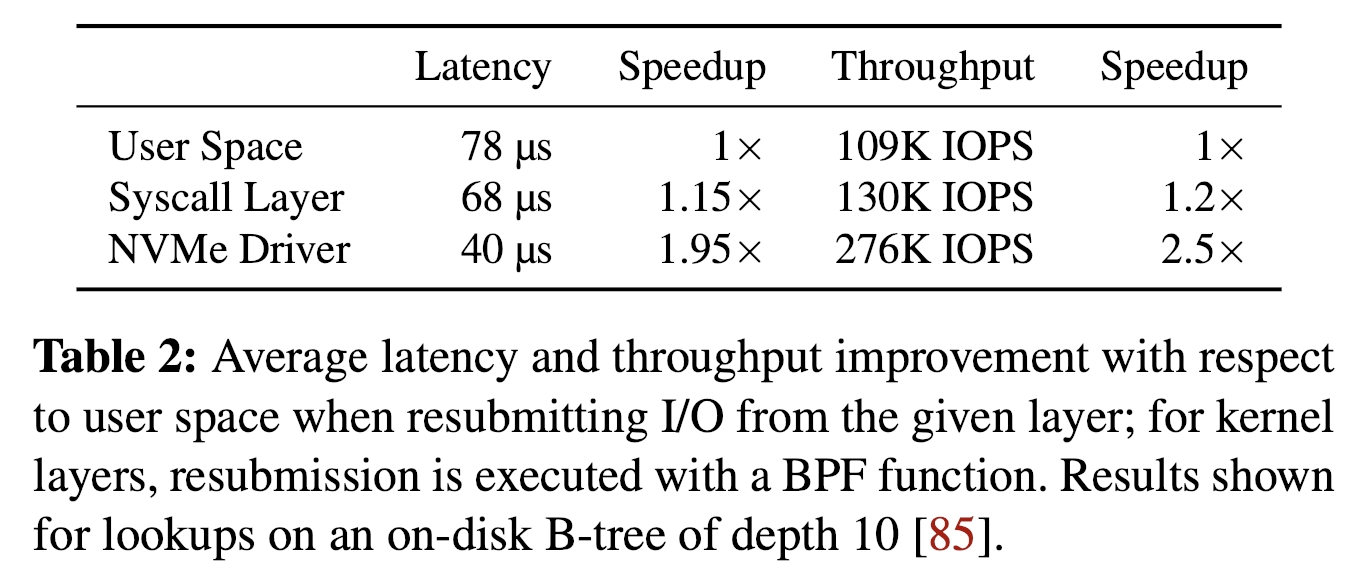 Latency Speedup Throughput Speedup
User Space 78 µs 1× 109K IOPS 1×
Syscall Layer 68 µs 1.15× 130K IOPS 1.2×
NVMe Driver 40 µs 1.95× 276K IOPS 2.5×
Table 2: Average latency and throughput improvement with respect
to user space when resubmitting I/O from the given layer; for kernel
layers, resubmission is executed with a BPF function. Results shown
for lookups on an on-disk B-tree of depth 10 [85].